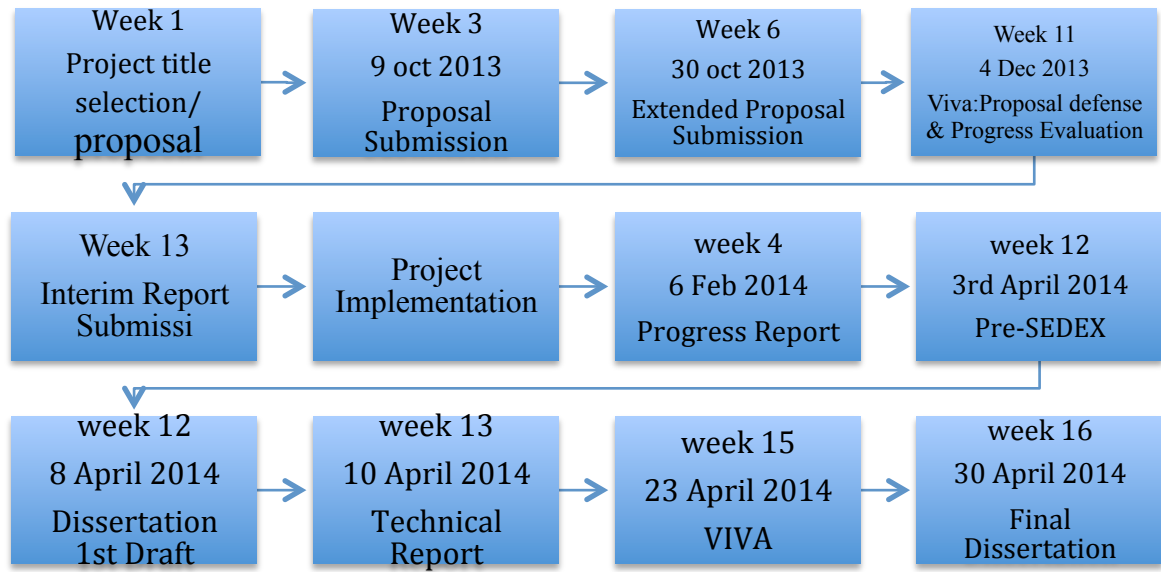 Week 1
Project title
selection/
proposal
Week 3
9 oct 2013
Proposal
Submission
Week 6
30 oct 2013
Extended Proposal
Submission
Week 11
4 Dec 2013
Viva:Proposal defense
& Progress Evaluation
Week 13
Interim Report
Submissi
Project
Implementation
week 4
6 Feb 2014
Progress Report
week 12
3rd April 2014
Pre-SEDEX
week 12
8 April 2014
Dissertation
1st Draft
week 13
10 April 2014
Technical
Report
week 15
23 April 2014
VIVA
week 16
30 April 2014
Final
Dissertation